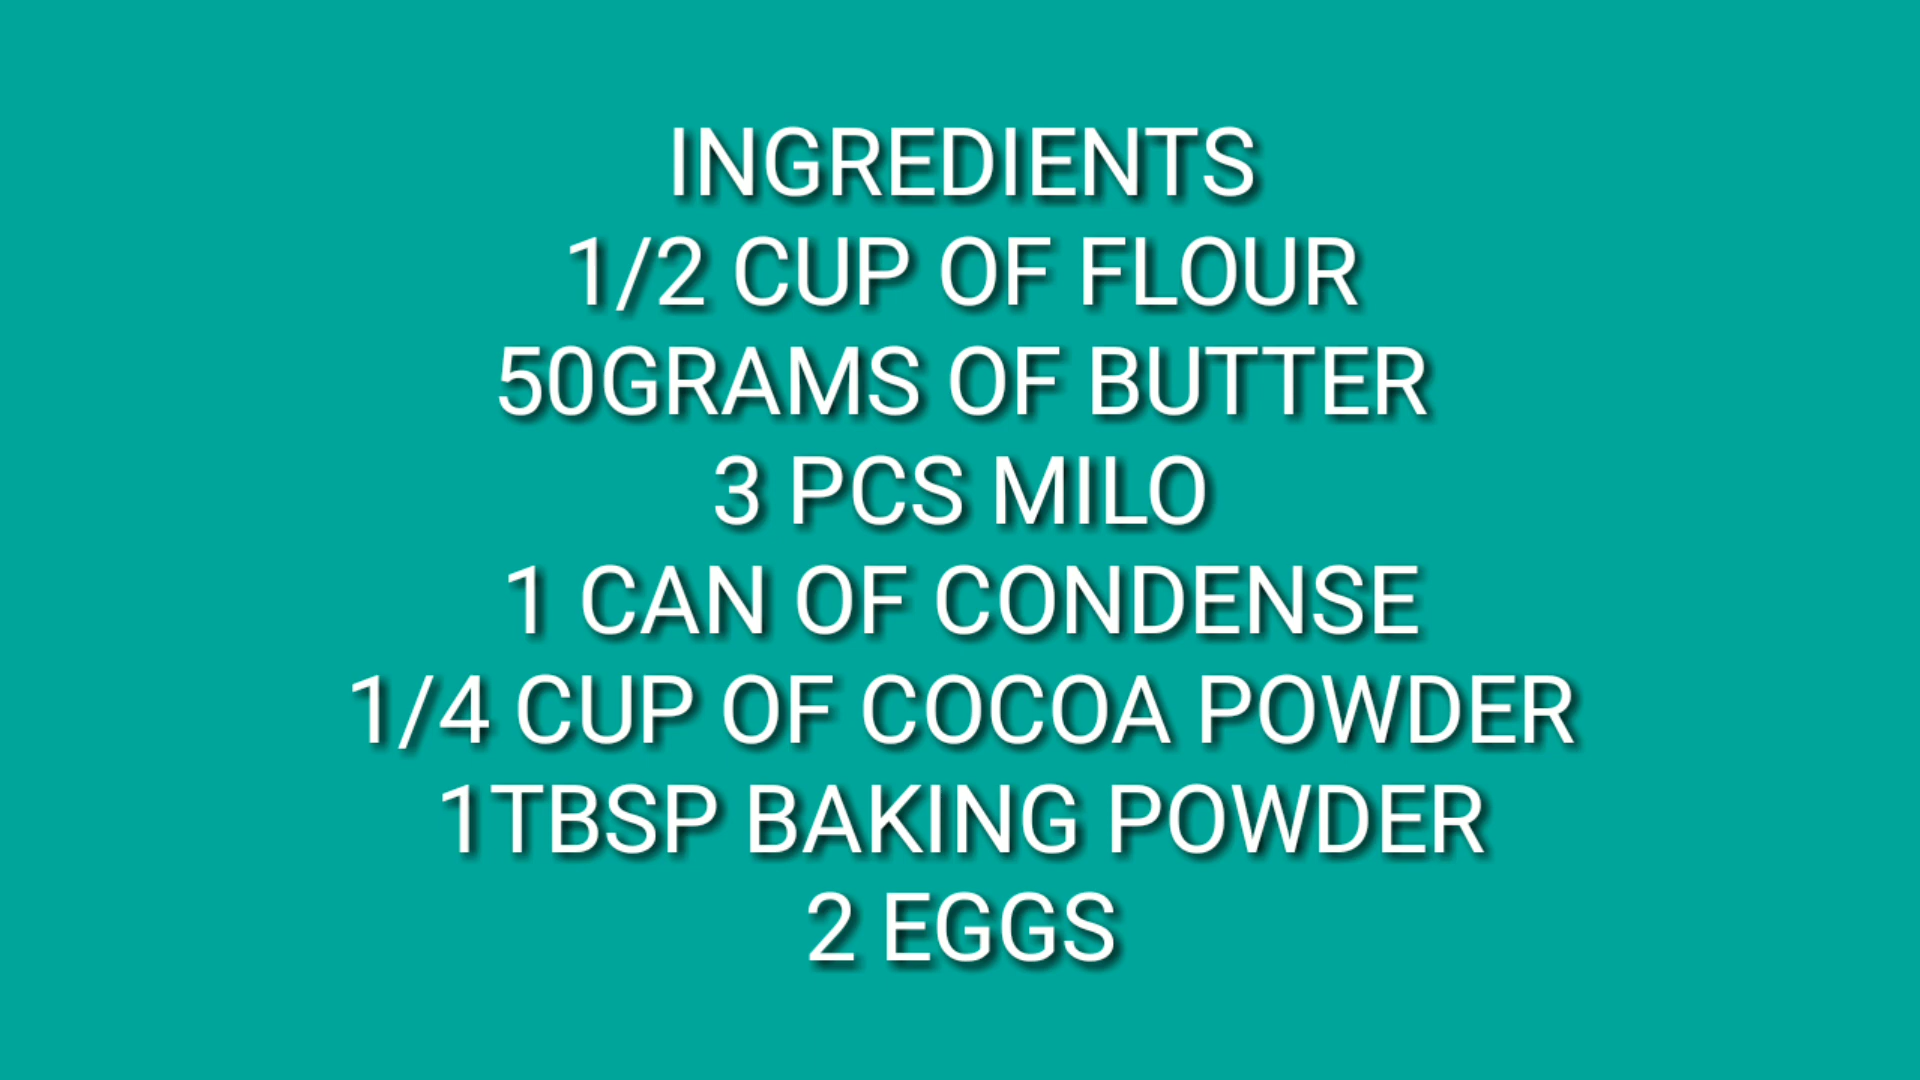 INGREDIENTS
1/2 CUP OF FLOUR
50GRAMS OF BUTTER
3 PCS MILO
1 CAN OF CONDENSE
1/4 CUP OF COCOA POWDER
1TBSP BAKING POWDER
2 EGGS